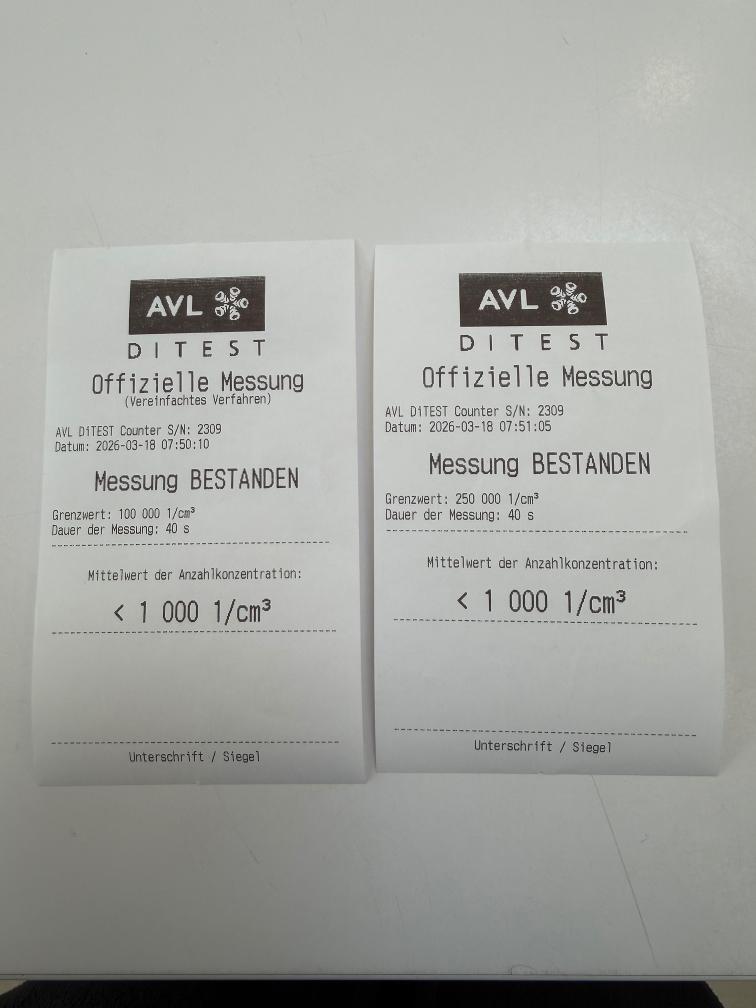 AVL
DITEST
Offizielle Messung
(Vereinfachtes Verfahren)
AVL DiTEST Counter S/N: 2309
Datum: 2026-03-18 07:50:10
Messung BESTANDEN
Grenzwert: 100 000 1/cm³
Dauer der Messung: 40 s
Mittelwert der Anzahlkonzentration:
< 1 000 1/cm³
Unterschrift / Siegel
AVL
DITEST
Offizielle Messung
AVL DiTEST Counter S/N: 2309
Datum: 2026-03-18 07:51:05
Messung BESTANDEN
Grenzwert: 250 000 1/cm³
Dauer der Messung: 40 s
Mittelwert der Anzahlkonzentration:
< 1 000 1/cm³
Unterschrift / Siegel